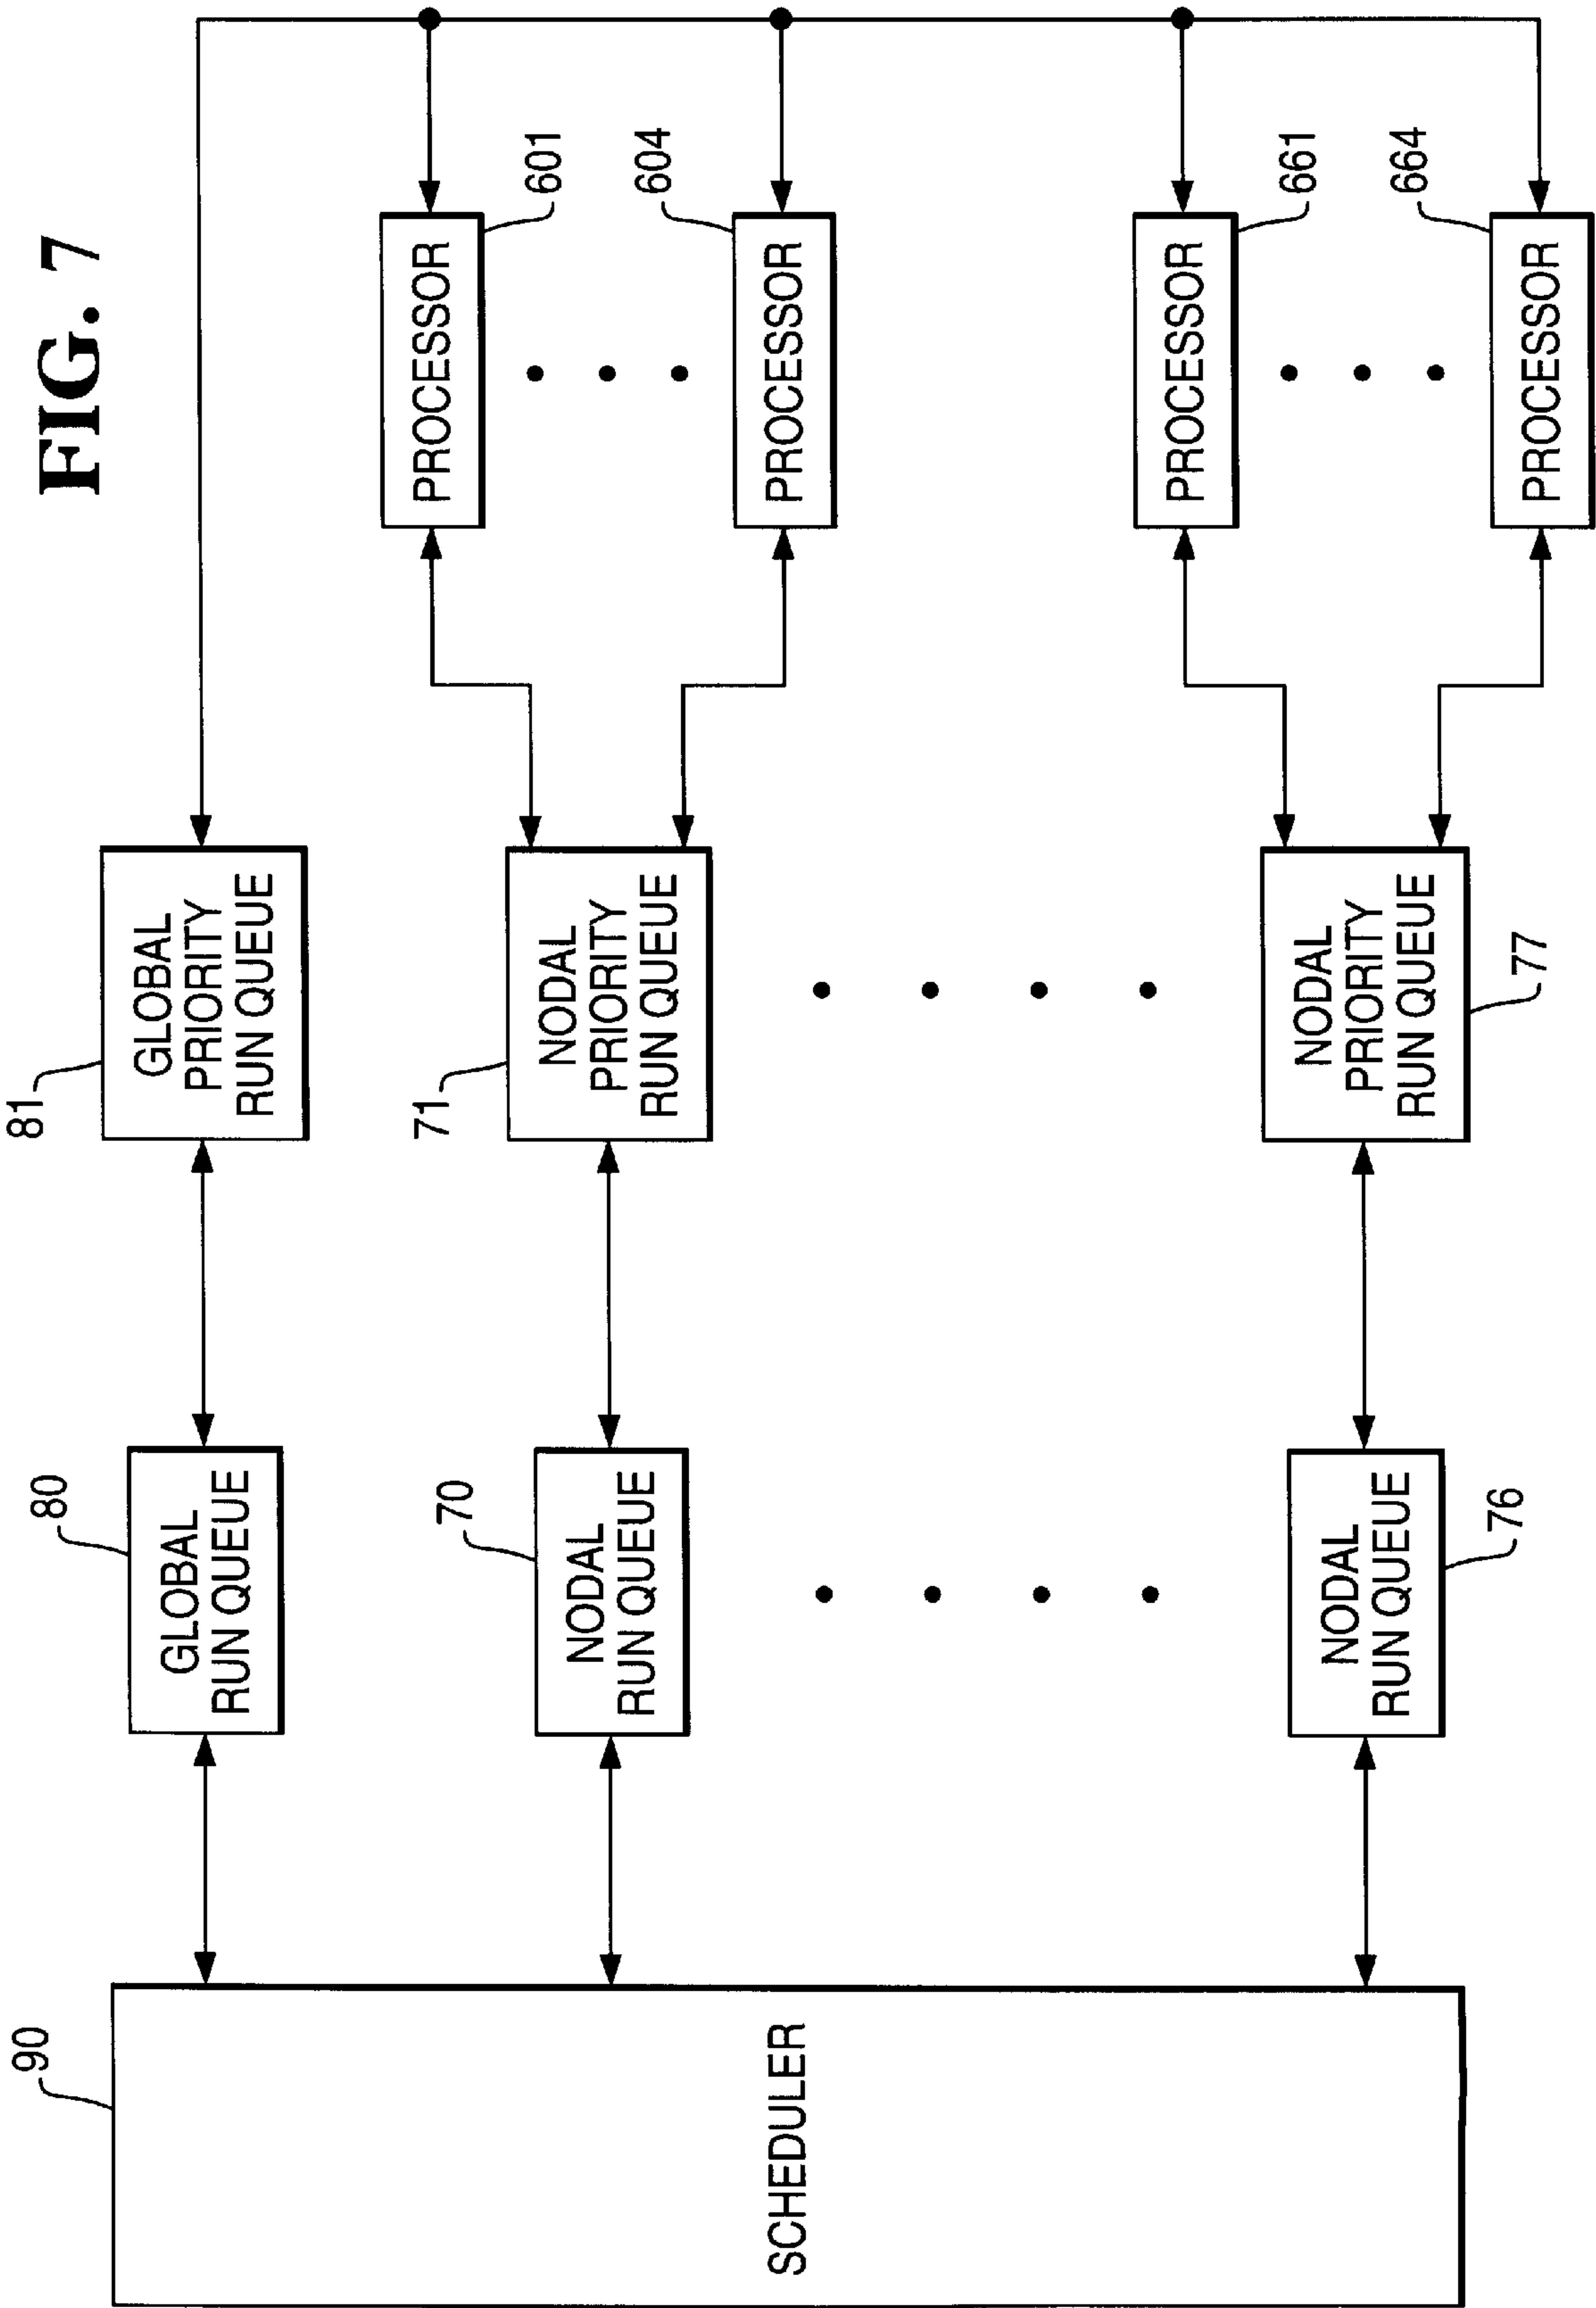 FIG. 7
90
SCHEDULER
80
GLOBAL
RUN QUEUE
81
GLOBAL
PRIORITY
RUN QUEUE
70
NODAL
RUN QUEUE
71
NODAL
PRIORITY
RUN QUEUE
PROCESSOR
601
PROCESSOR
604
NODAL
RUN QUEUE
76
NODAL
PRIORITY
RUN QUEUE
77
PROCESSOR
661
PROCESSOR
664